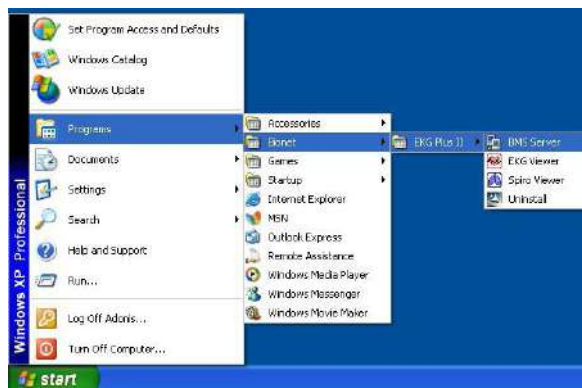 Set Program Access and Defaults
Windows Catalog
Windows Update
Programs
Documents
Settings
Search
Help and Support
Run...
Log Off Adonis...
Turn Off Computer...
Windows XP Professional
start
Accessories
Bionet
Games
Startup
Internet Explorer
MSN
Outlook Express
Remote Assistance
Windows Media Player
Windows Messenger
Windows Movie Maker
EKG Plus II
BMS Server
EKG Viewer
Spiro Viewer
Uninstall